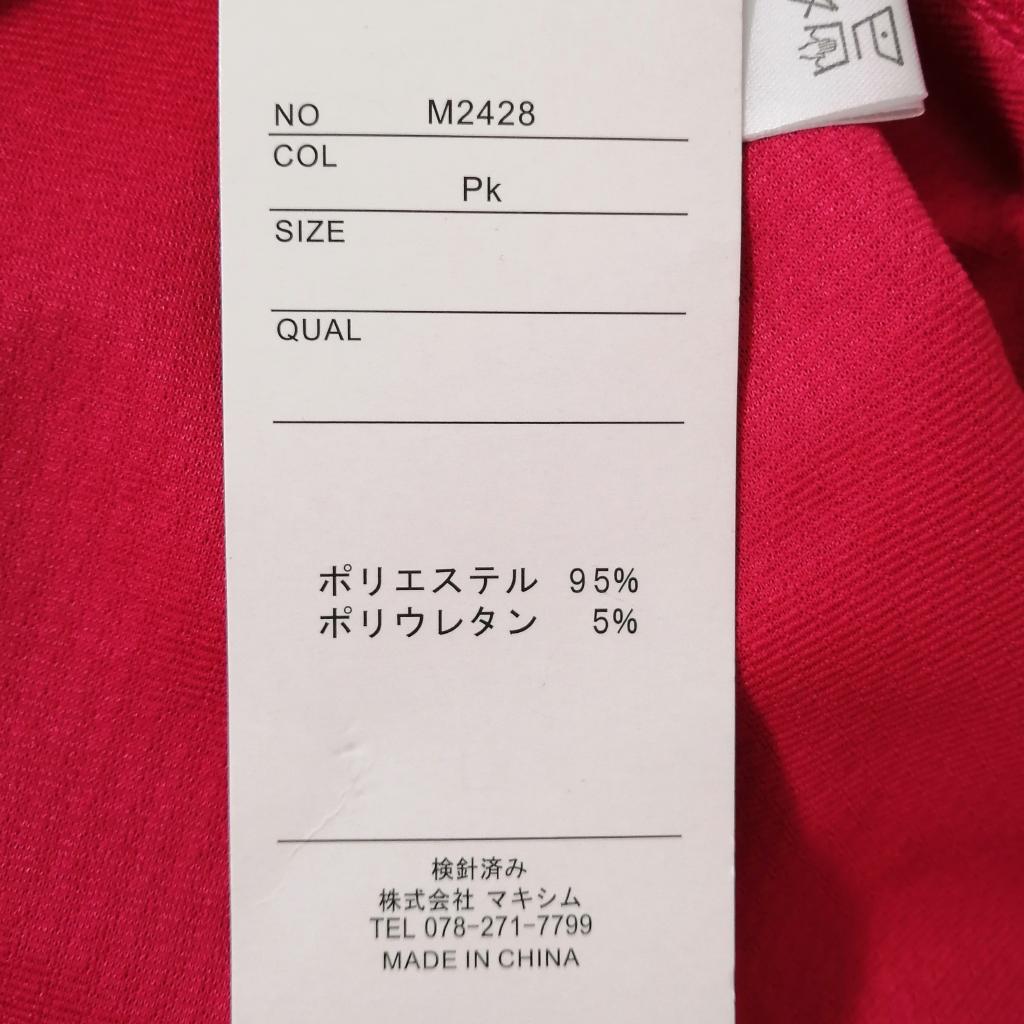 NO M2428
COL
Pk
SIZE
QUAL
ポリエステル 95%
ポリウレタン 5%
検針済み
株式会社 マキシム
TEL 078-271-7799
MADE IN CHINA